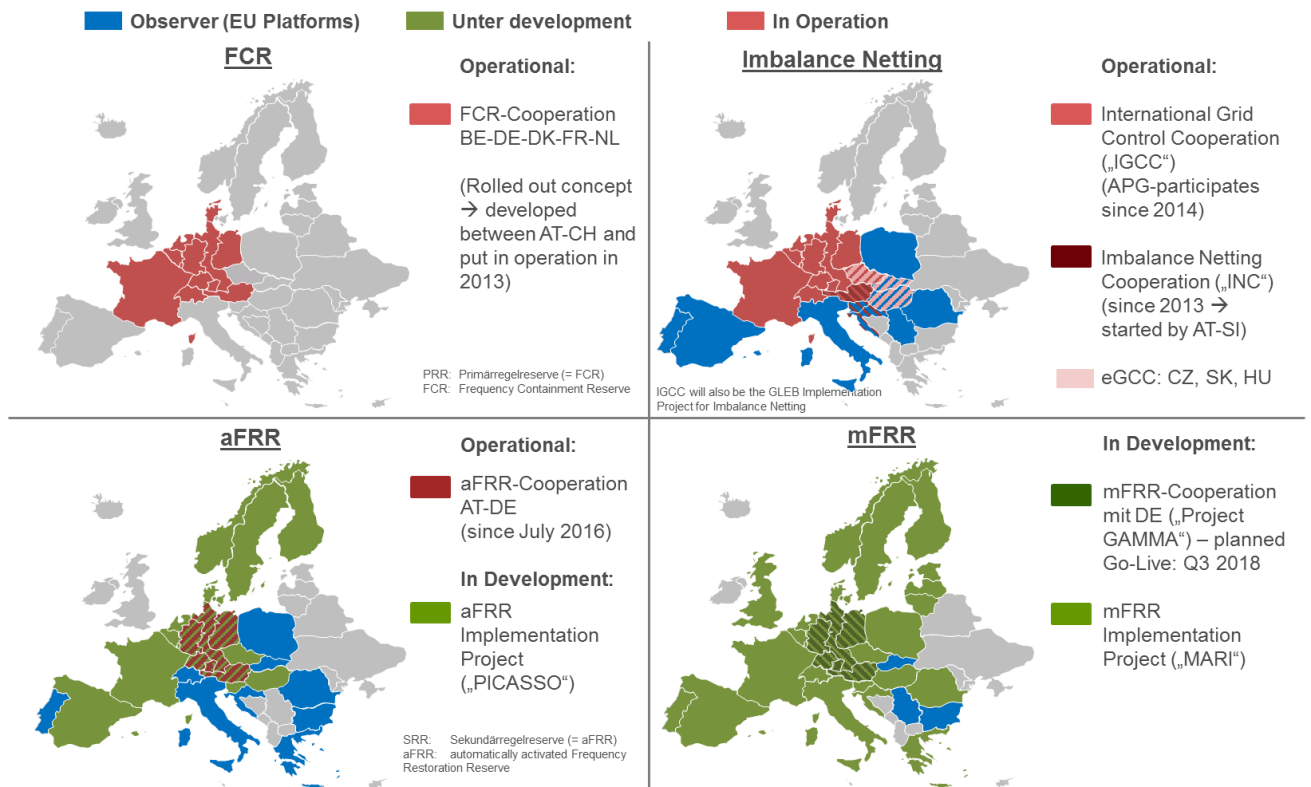 Observer (EU Platforms)
Unter development
In Operation
FCR
Operational:
FCR-Cooperation
BE-DE-DK-FR-NL
(Rolled out concept
→ developed
between AT-CH and
put in operation in
2013)
PRR: Primärregelreserve (= FCR)
FCR: Frequency Containment Reserve
Imbalance Netting
Operational:
International Grid
Control Cooperation
(„IGCC“)
(APG-participates
since 2014)
Imbalance Netting
Cooperation („INC“)
(since 2013 →
started by AT-SI)
eGCC: CZ, SK, HU
IGCC will also be the GLEB Implementation
Project for Imbalance Netting
aFRR
Operational:
aFRR-Cooperation
AT-DE
(since July 2016)
In Development:
aFRR
Implementation
Project
(„PICASSO“)
SRR: Sekundärregelreserve (= aFRR)
aFRR: automatically activated Frequency
Restoration Reserve
mFRR
In Development:
mFRR-Cooperation
mit DE („Project
GAMMA“) – planned
Go-Live: Q3 2018
mFRR
Implementation
Project („MARI“)